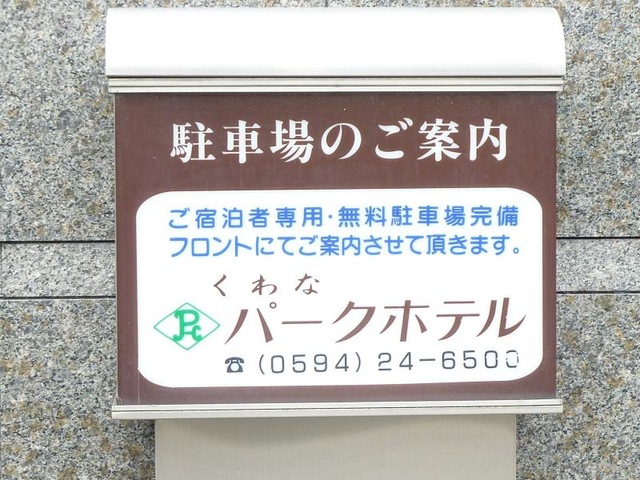 駐車場のご案内
ご宿泊者専用・無料駐車場完備
フロントにてご案内させて頂きます。
くわな
パークホテル
☎(0594)24-6500